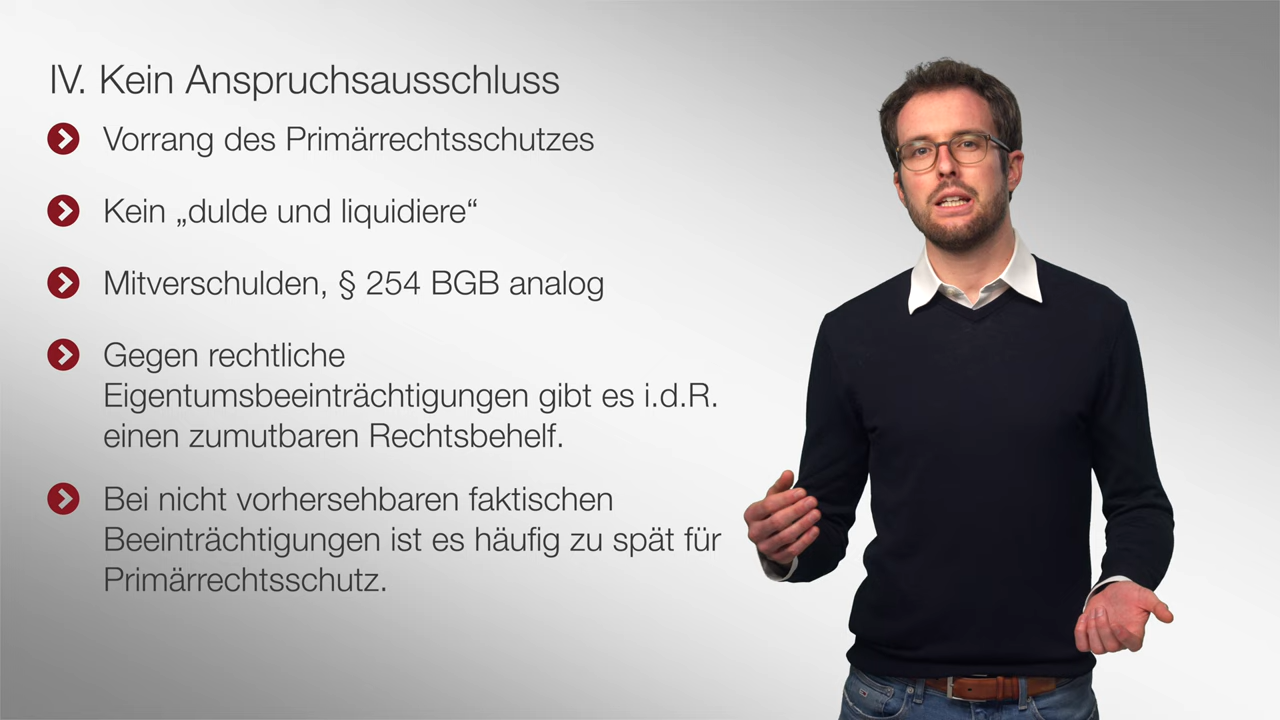 IV. Kein Anspruchsausschluss
Vorrang des Primärrechtsschutzes
Kein „dulde und liquidiere“
Mitverschulden, § 254 BGB analog
Gegen rechtliche
Eigentumsbeeinträchtigungen gibt es i.d.R.
einen zumutbaren Rechtsbehelf.
Bei nicht vorhersehbaren faktischen
Beeinträchtigungen ist es häufig zu spät für
Primärrechtsschutz.